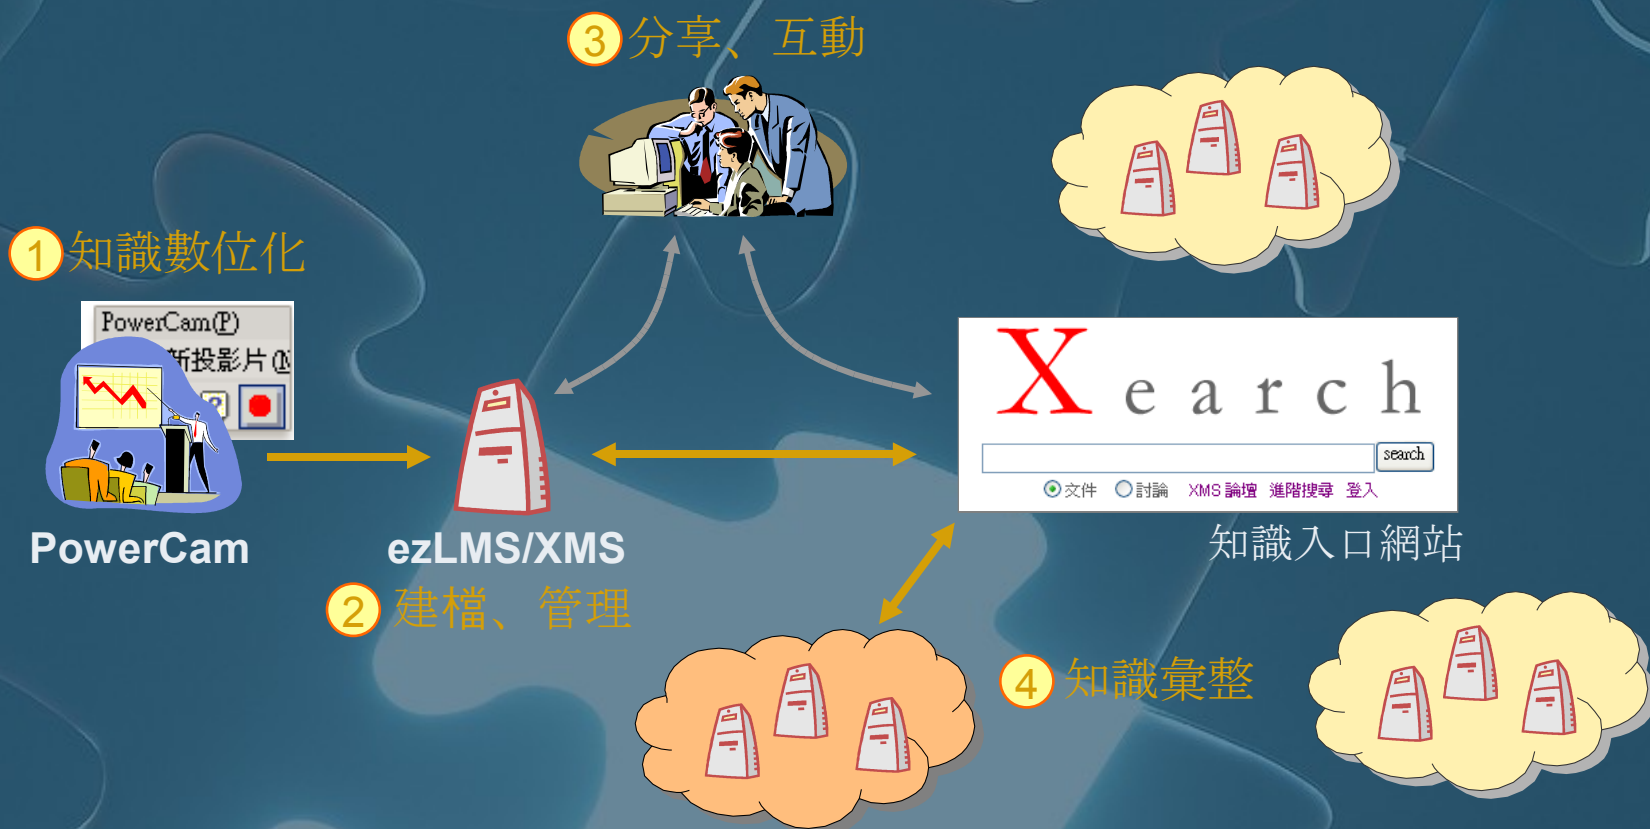 3 分享、互動
1 知識數位化
PowerCam(P)
新投影片(N
Xearch
search
文件 討論 XMS 論壇 進階搜尋 登入
PowerCam
ezLMS/XMS
知識入口網站
2 建檔、管理
4 知識彙整